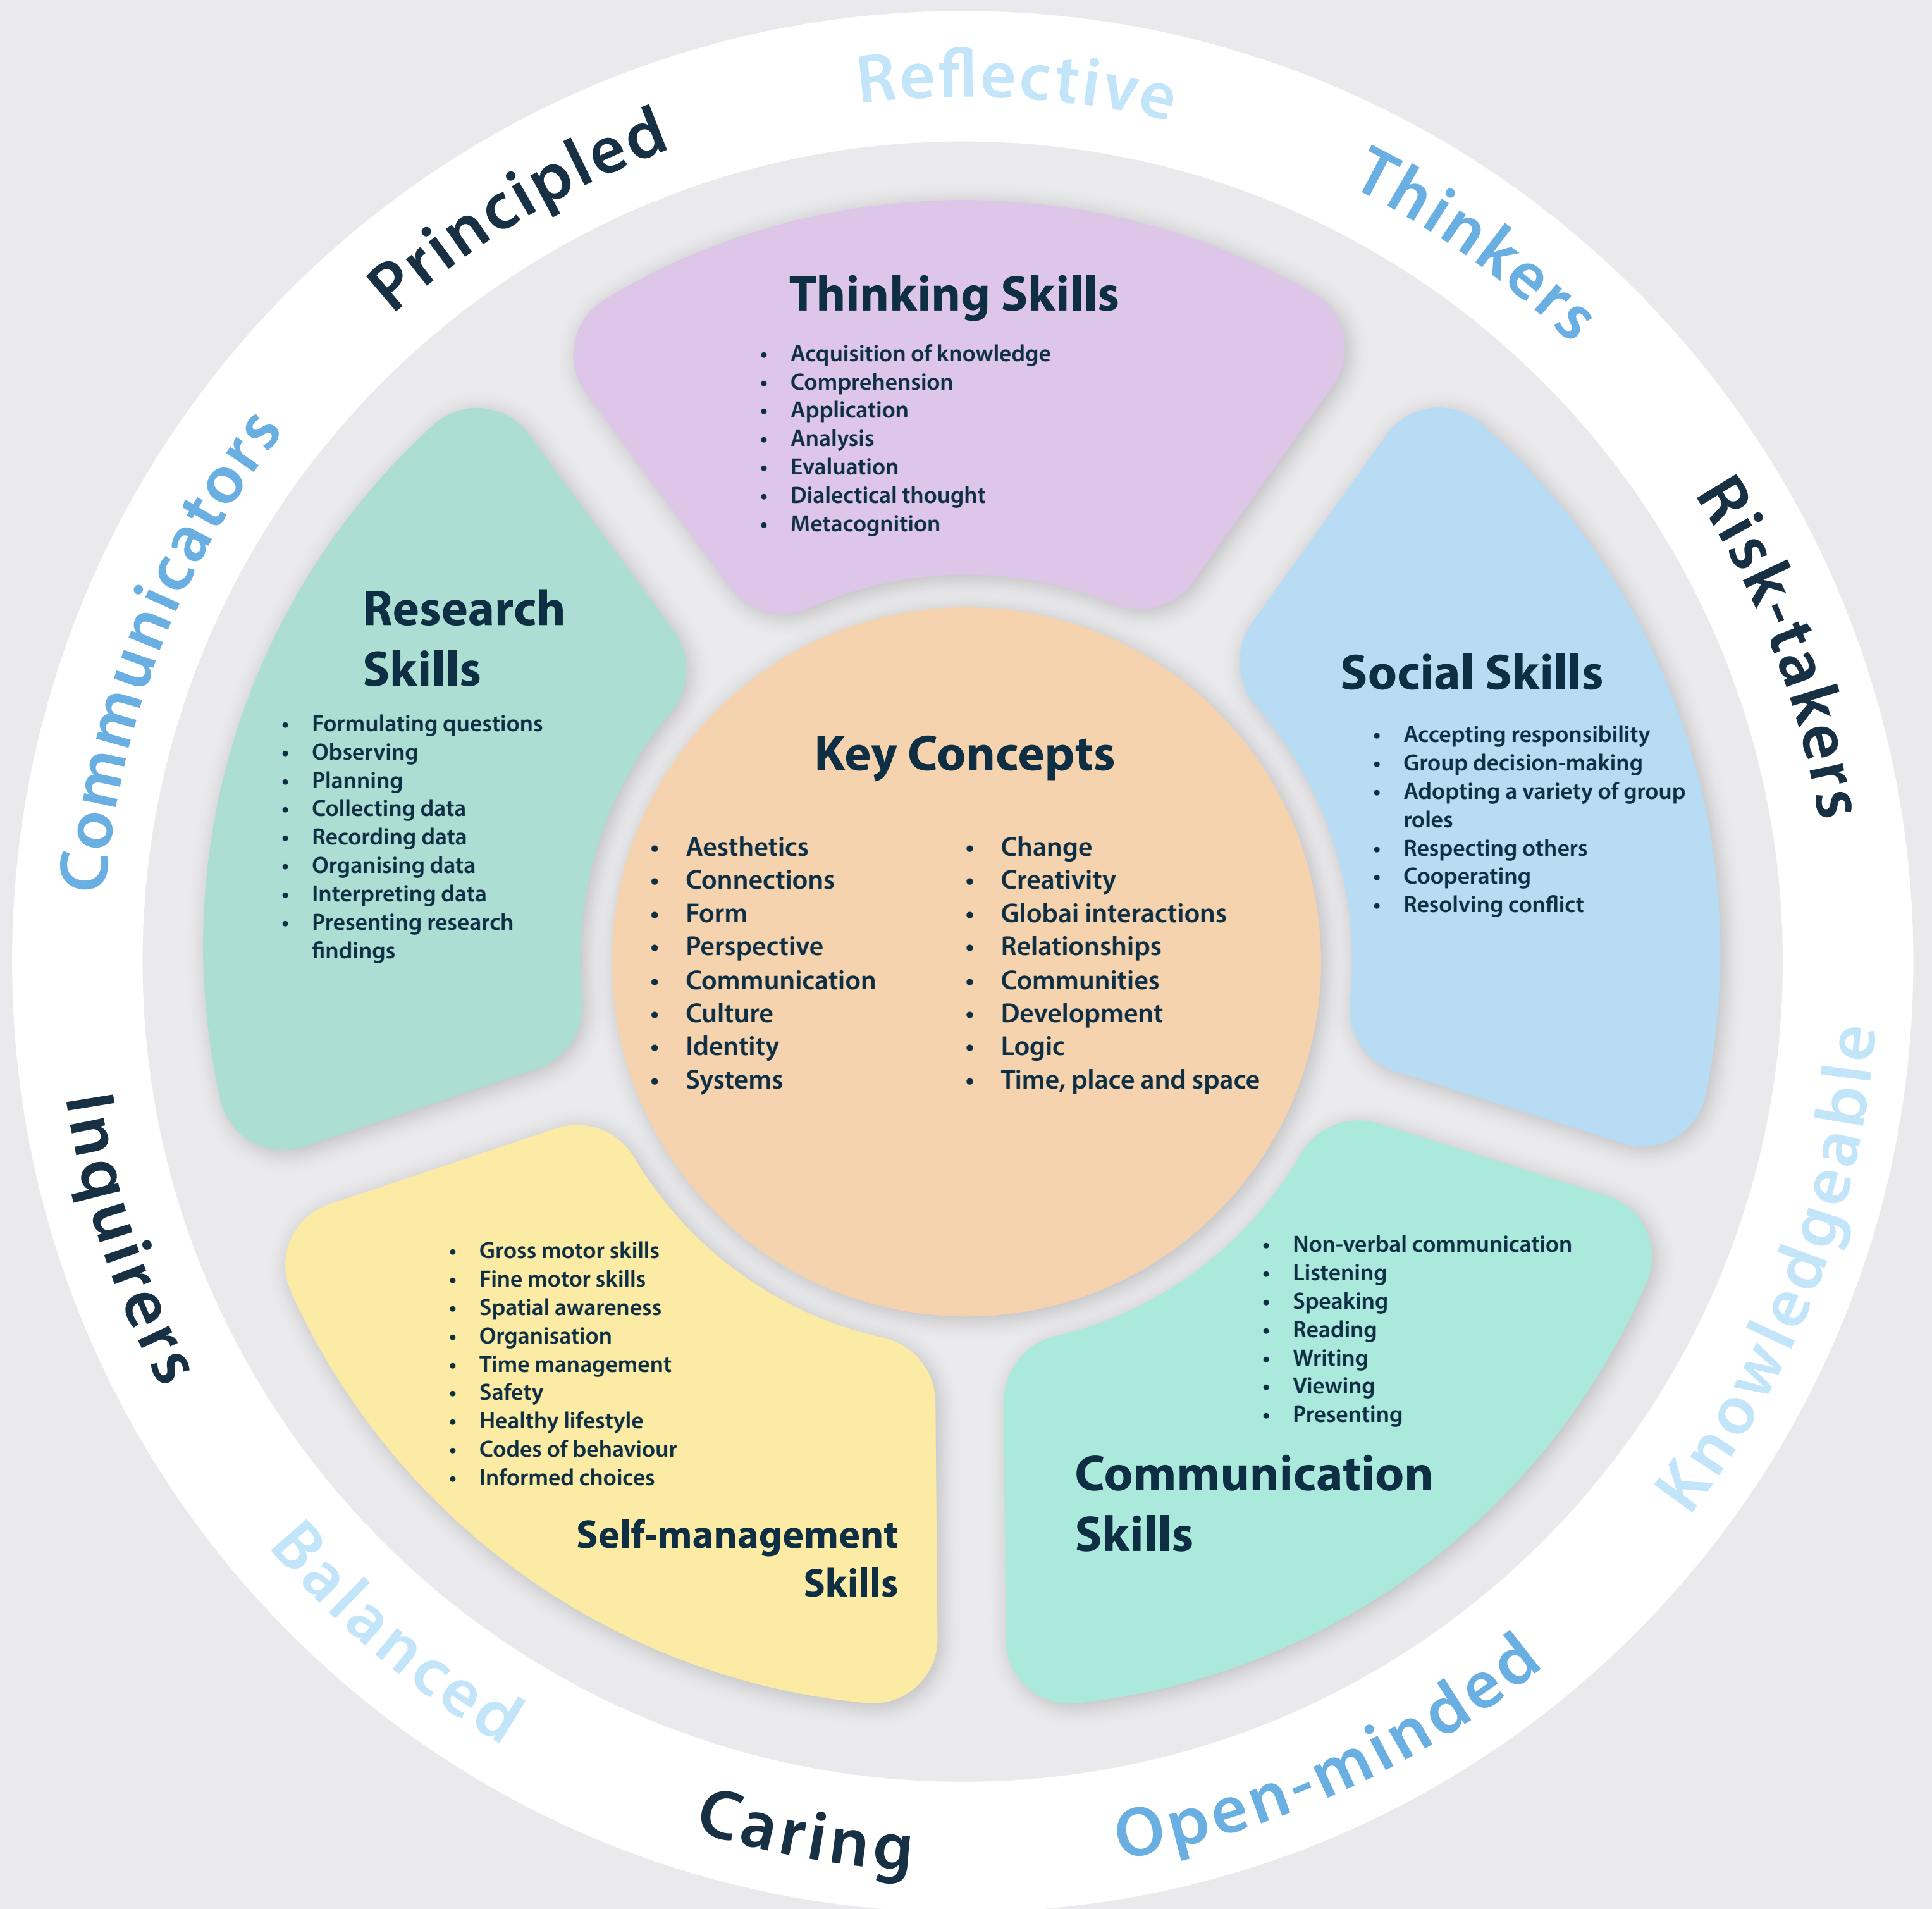 Reflective
Thinkers
Risk-takers
Knowledgeable
Open-minded
Caring
Balanced
Inquirers
Communicators
Principled
Thinking Skills
• Acquisition of knowledge
• Comprehension
• Application
• Analysis
• Evaluation
• Dialectical thought
• Metacognition
Social Skills
• Accepting responsibility
• Group decision-making
• Adopting a variety of group
roles
• Respecting others
• Cooperating
• Resolving conflict
• Non-verbal communication
• Listening
• Speaking
• Reading
• Writing
• Viewing
• Presenting
Communication
Skills
• Gross motor skills
• Fine motor skills
• Spatial awareness
• Organisation
• Time management
• Safety
• Healthy lifestyle
• Codes of behaviour
• Informed choices
Self-management
Skills
Research
Skills
• Formulating questions
• Observing
• Planning
• Collecting data
• Recording data
• Organising data
• Interpreting data
• Presenting research
findings
Key Concepts
• Aesthetics
• Connections
• Form
• Perspective
• Communication
• Culture
• Identity
• Systems
• Change
• Creativity
• Globai interactions
• Relationships
• Communities
• Development
• Logic
• Time, place and space